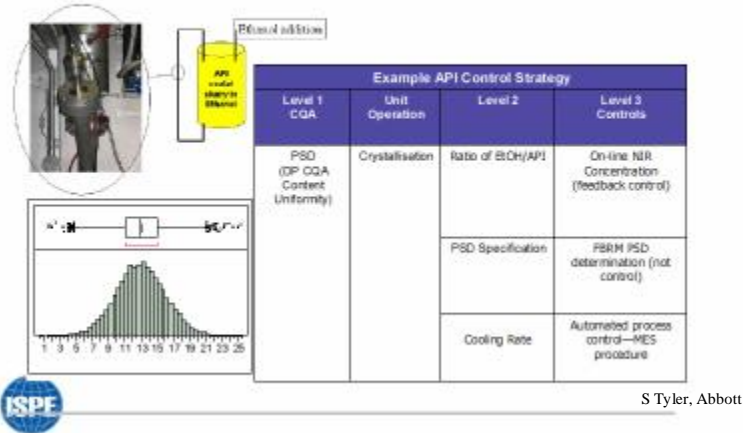 Ethanol addition
API
slurry in
Ethanol
Example API Control Strategy
Level 1
CQA
Unit
Operation
Level 2
Level 3
Controls
PSD
(DP CQA
Content
Uniformity)
Crystallisation
Ratio of EtOH/API
On-line NIR
Concentration
(feedback control)
PSD Specification
FBRM PSD
determination (not
control)
Cooling Rate
Automated process
control—MES
procedure
1 3 5 7 9 11 13 15 17 19 21 23 25
ISPE
S Tyler, Abbott